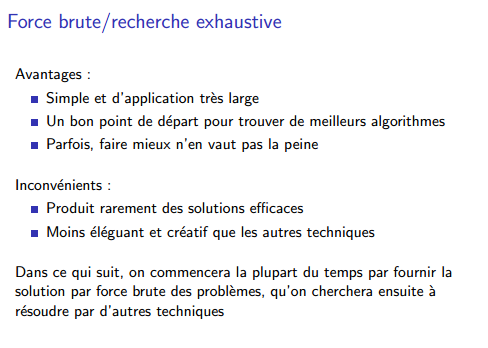 Force brute/recherche exhaustive
Avantages :
Simple et d'application très large
Un bon point de départ pour trouver de meilleurs algorithmes
Parfois, faire mieux n'en vaut pas la peine
Inconvénients :
Produit rarement des solutions efficaces
Moins éléguant et créatif que les autres techniques
Dans ce qui suit, on commencera la plupart du temps par fournir la
solution par force brute des problèmes, qu'on cherchera ensuite à
résoudre par d'autres techniques